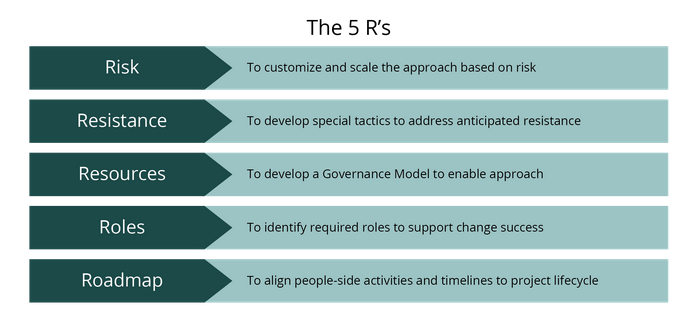 The 5 R’s
Risk
To customize and scale the approach based on risk
Resistance
To develop special tactics to address anticipated resistance
Resources
To develop a Governance Model to enable approach
Roles
To identify required roles to support change success
Roadmap
To align people-side activities and timelines to project lifecycle